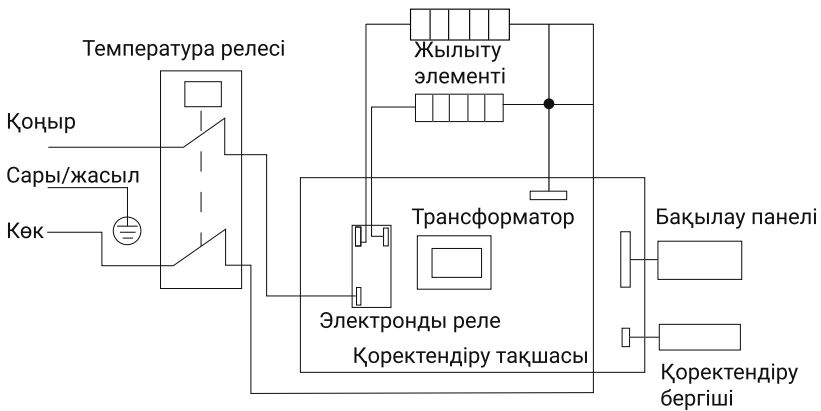 Температура релесі
Жылыту
элементі
Қоңыр
Сары/жасыл
Көк
Трансформатор
Бақылау панелі
Электронды реле
Қоректендіру тақшасы
Қоректендіру
бергіші